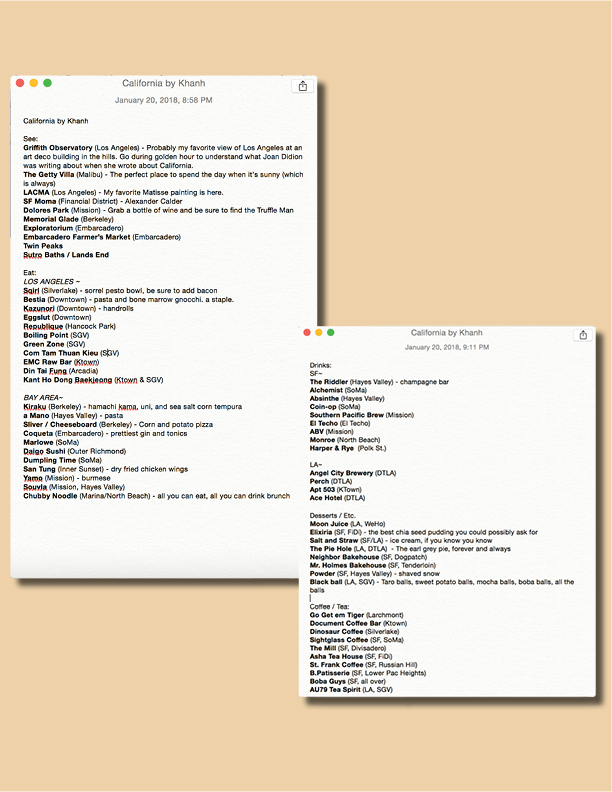 California by Khanh
January 20, 2018, 8:58 PM
California by Khanh
See:
Griffith Observatory (Los Angeles) - Probably my favorite view of Los Angeles at an
art deco building in the hills. Go during golden hour to understand what Joan Didion
was writing about when she wrote about California.
The Getty Villa (Malibu) - The perfect place to spend the day when it's sunny (which
is always)
LACMA (Los Angeles) - My favorite Matisse painting is here.
SF Moma (Financial District) - Alexander Calder
Dolores Park (Mission) - Grab a bottle of wine and be sure to find the Truffle Man
Memorial Glade (Berkeley)
Exploratorium (Embarcadero)
Embarcadero Farmer's Market (Embarcadero)
Twin Peaks
Sutro Baths / Lands End
Eat:
LOS ANGELES ~
Sqirl (Silverlake) - sorrel pesto bowl, be sure to add bacon
Bestia (Downtown) - pasta and bone marrow gnocchi. a staple.
Kazunori (Downtown) - handrolls
Eggslut (Downtown)
Republique (Hancock Park)
Boiling Point (SGV)
Green Zone (SGV)
Com Tam Thuan Kieu (SGV)
EMC Raw Bar (Ktown)
Din Tai Fung (Arcadia)
Kant Ho Dong Baekjeong (Ktown & SGV)
BAY AREA~
Kiraku (Berkeley) - hamachi kama, uni, and sea salt corn tempura
a Mano (Hayes Valley) - pasta
Sliver / Cheeseboard (Berkeley) - Corn and potato pizza
Coqueta (Embarcadero) - prettiest gin and tonics
Marlowe (SoMa)
Daigo Sushi (Outer Richmond)
Dumpling Time (SoMa)
San Tung (Inner Sunset) - dry fried chicken wings
Yamo (Mission) - burmese
Souvla (Mission, Hayes Valley)
Chubby Noodle (Marina/North Beach) - all you can eat, all you can drink brunch
California by Khanh
January 20, 2018, 9:11 PM
Drinks:
SF~
The Riddler (Hayes Valley) - champagne bar
Alchemist (SoMa)
Absinthe (Hayes Valley)
Coin-op (SoMa)
Southern Pacific Brew (Mission)
El Techo (El Techo)
ABV (Mission)
Monroe (North Beach)
Harper & Rye (Polk St.)
LA~
Angel City Brewery (DTLA)
Perch (DTLA)
Apt 503 (KTown)
Ace Hotel (DTLA)
Desserts / Etc.
Moon Juice (LA, WeHo)
Elixiria (SF, FiDi) - the best chia seed pudding you could possibly ask for
Salt and Straw (SF/LA) - ice cream, if you know you know
The Pie Hole (LA, DTLA) - The earl grey pie, forever and always
Neighbor Bakehouse (SF, Dogpatch)
Mr. Holmes Bakehouse (SF, Tenderloin)
Powder (SF, Hayes Valley) - shaved snow
Black ball (LA, SGV) - Taro balls, sweet potato balls, mocha balls, boba balls, all the
balls
Coffee / Tea:
Go Get em Tiger (Larchmont)
Document Coffee Bar (Ktown)
Dinosaur Coffee (Silverlake)
Sightglass Coffee (SF, SoMa)
The Mill (SF, Divisadero)
Asha Tea House (SF, FiDi)
St. Frank Coffee (SF, Russian Hill)
B.Patisserie (SF, Lower Pac Heights)
Boba Guys (SF, all over)
AU79 Tea Spirit (LA, SGV)